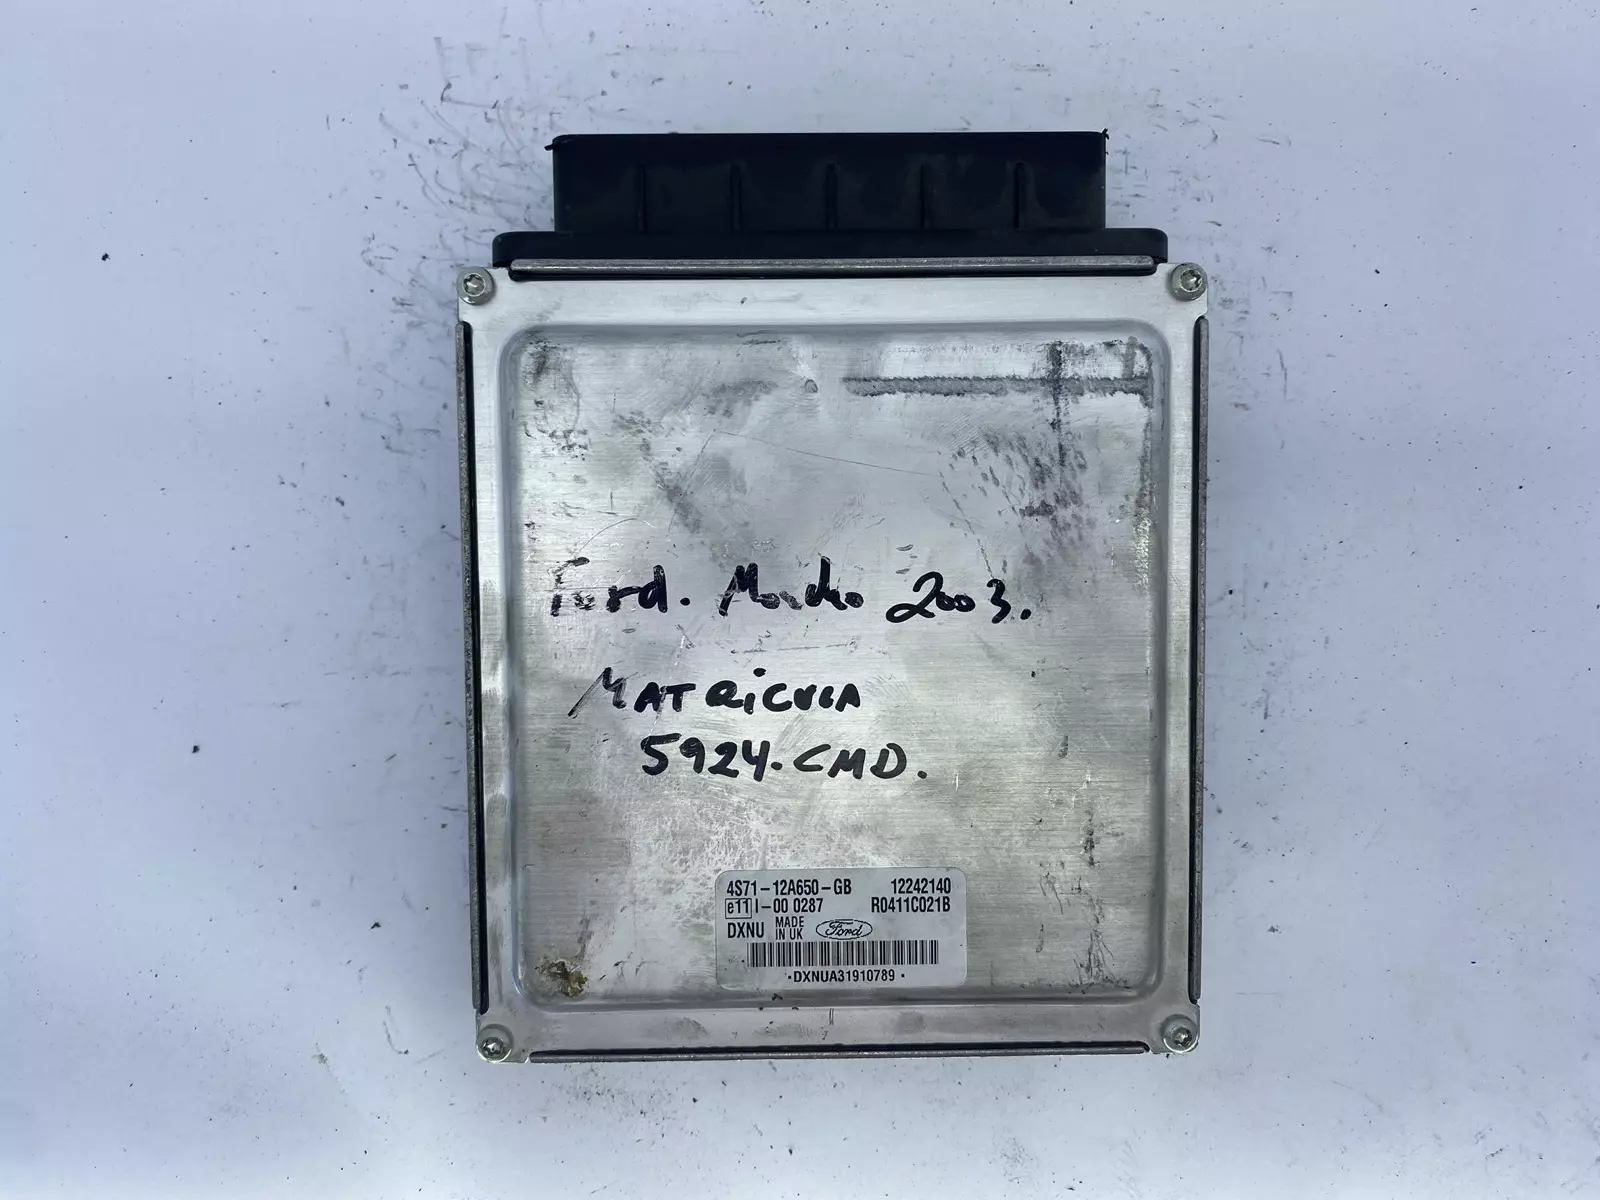 Ford. Mondeo 2003.
MATRICULA
5924.CMD.
4S71-12A650-GB 12242140
e11 I-00 0287 R0411C021B
DXNU MADE IN UK Ford
·DXNUA31910789·